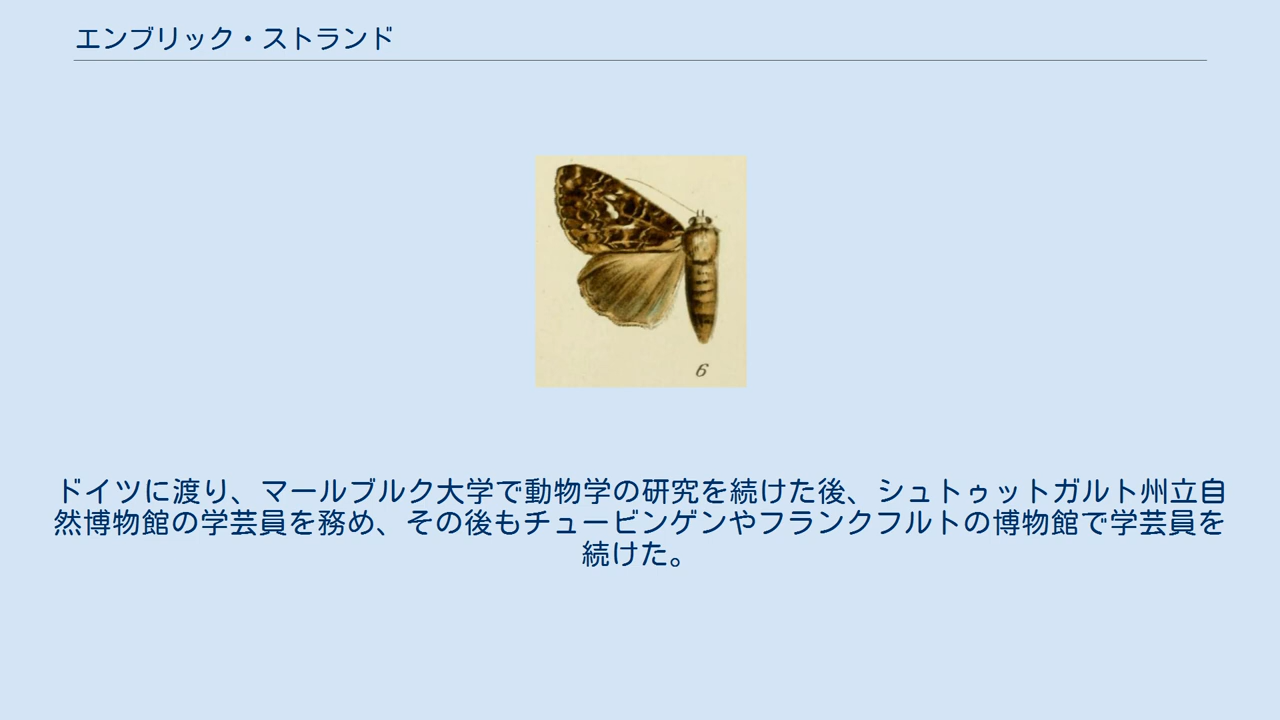 エンブリック・ストランド
6
ドイツに渡り、マールブルク大学で動物学の研究を続けた後、シュトゥットガルト州立自
然博物館の学芸員を務め、その後もチュービンゲンやフランクフルトの博物館で学芸員を
続けた。